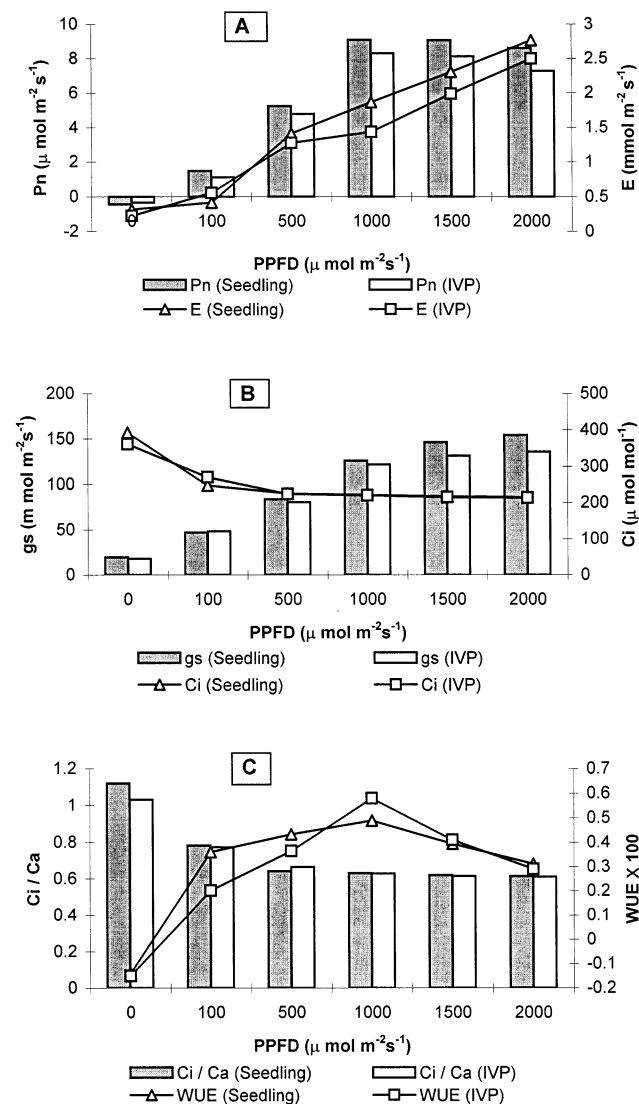 A
10
8
6
4
2
0
-2
Pn (μ mol m-2 s-1)
3
2.5
2
1.5
1
0.5
0
E (mmol m-2 s-1)
0 100 500 1000 1500 2000
PPFD (μ mol m-2s-1)
Pn (Seedling) Pn (IVP)
E (Seedling) E (IVP)
B
200
150
100
50
0
gs (m mol m-2s-1)
500
400
300
200
100
0
Ci (μ mol mol-1)
0 100 500 1000 1500 2000
PPFD (μ mol m-2s-1)
gs (Seedling) gs (IVP)
Ci (Seedling) Ci (IVP)
C
1.2
1
0.8
0.6
0.4
0.2
0
Ci / Ca
0.7
0.6
0.5
0.4
0.3
0.2
0.1
0
-0.1
-0.2
WUE X 100
0 100 500 1000 1500 2000
PPFD (μ mol m-2s-1)
Ci / Ca (Seedling) Ci / Ca (IVP)
WUE (Seedling) WUE (IVP)